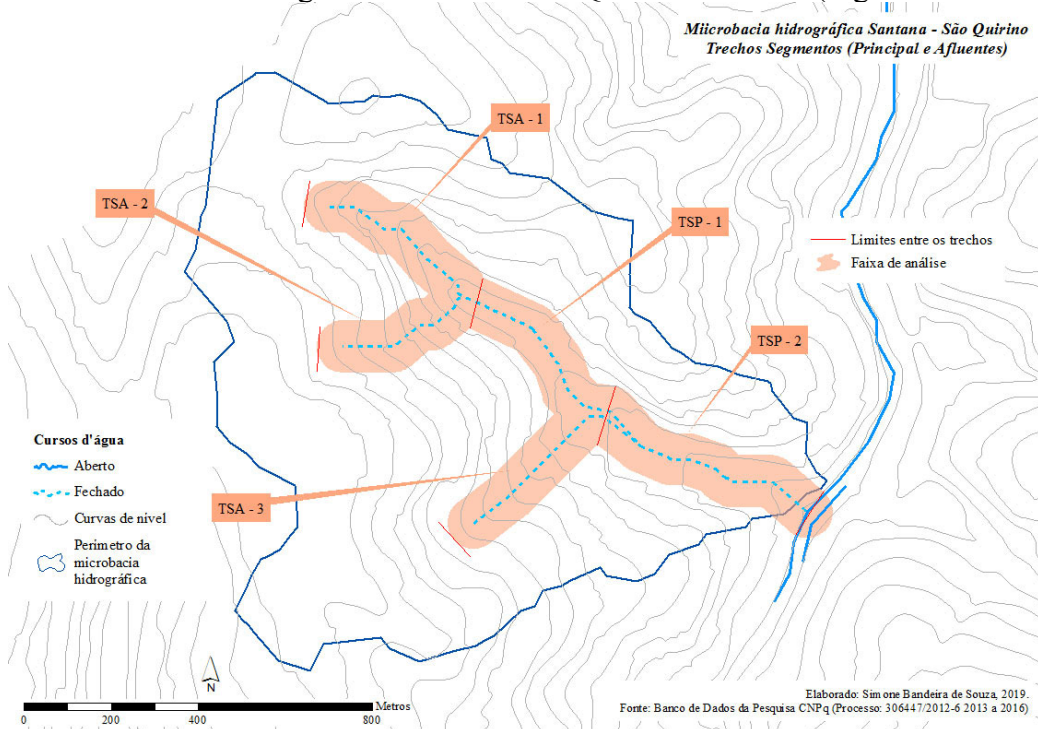 Miicrobacia hidrográfica Santana - São Quirino
Trechos Segmentos (Principal e Afluentes)
TSA - 1
TSA - 2
TSP - 1
Limites entre os trechos
Faixa de análise
TSP - 2
Cursos d'água
Aberto
Fechado
Curvas de nível
Perímetro da
microbacia
hidrográfica
TSA - 3
N
Metros
0 200 400 800
Elaborado: Simone Bandeira de Souza, 2019.
Fonte: Banco de Dados da Pesquisa CNPq (Processo: 306447/2012-6 2013 a 2016)